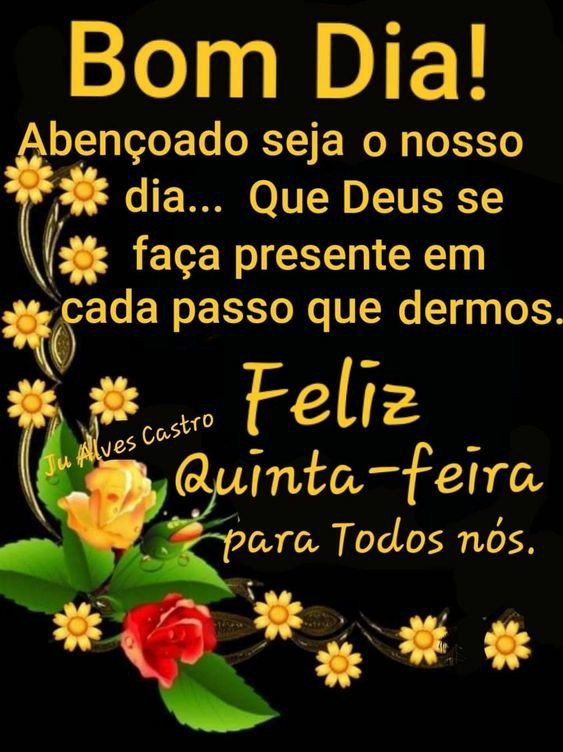 Bom Dia!
Abençoado seja o nosso
dia... Que Deus se
faça presente em
cada passo que dermos.
Feliz
Ju Alves Castro
Quinta-feira
para Todos nós.